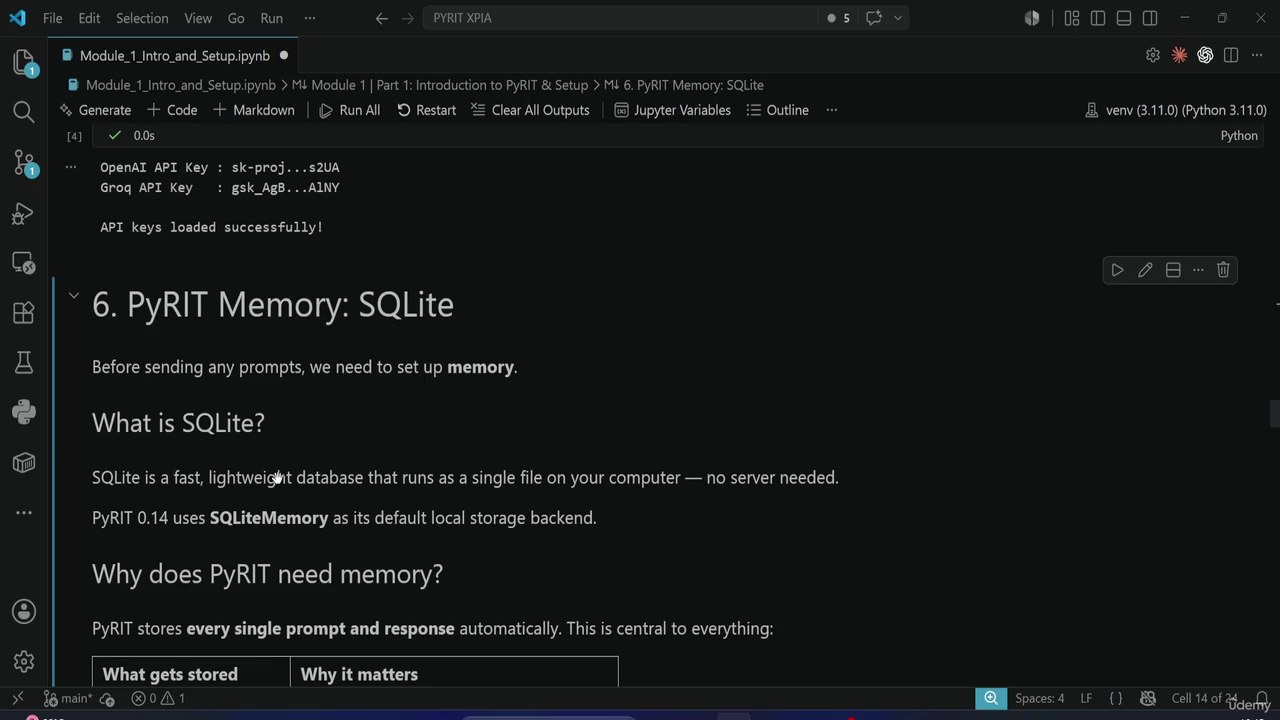 File Edit Selection View Go Run ··· PYRIT XPIA 5
Module_1_Intro_and_Setup.ipynb
Module_1_Intro_and_Setup.ipynb > M↓ Module 1 | Part 1: Introduction to PyRIT & Setup > M↓ 6. PyRIT Memory: SQLite
Generate + Code + Markdown Run All Restart Clear All Outputs Jupyter Variables Outline ··· venv (3.11.0) (Python 3.11.0)
[4] 0.0s Python
OpenAI API Key : sk-proj...s2UA
Groq API Key : gsk_AgB...AlNY
API keys loaded successfully!
6. PyRIT Memory: SQLite
Before sending any prompts, we need to set up memory.
What is SQLite?
SQLite is a fast, lightweight database that runs as a single file on your computer — no server needed.
PyRIT 0.14 uses SQLiteMemory as its default local storage backend.
Why does PyRIT need memory?
PyRIT stores every single prompt and response automatically. This is central to everything:
What gets stored Why it matters
main* 0 1 Spaces: 4 LF { } Cell 14 of
Udemy